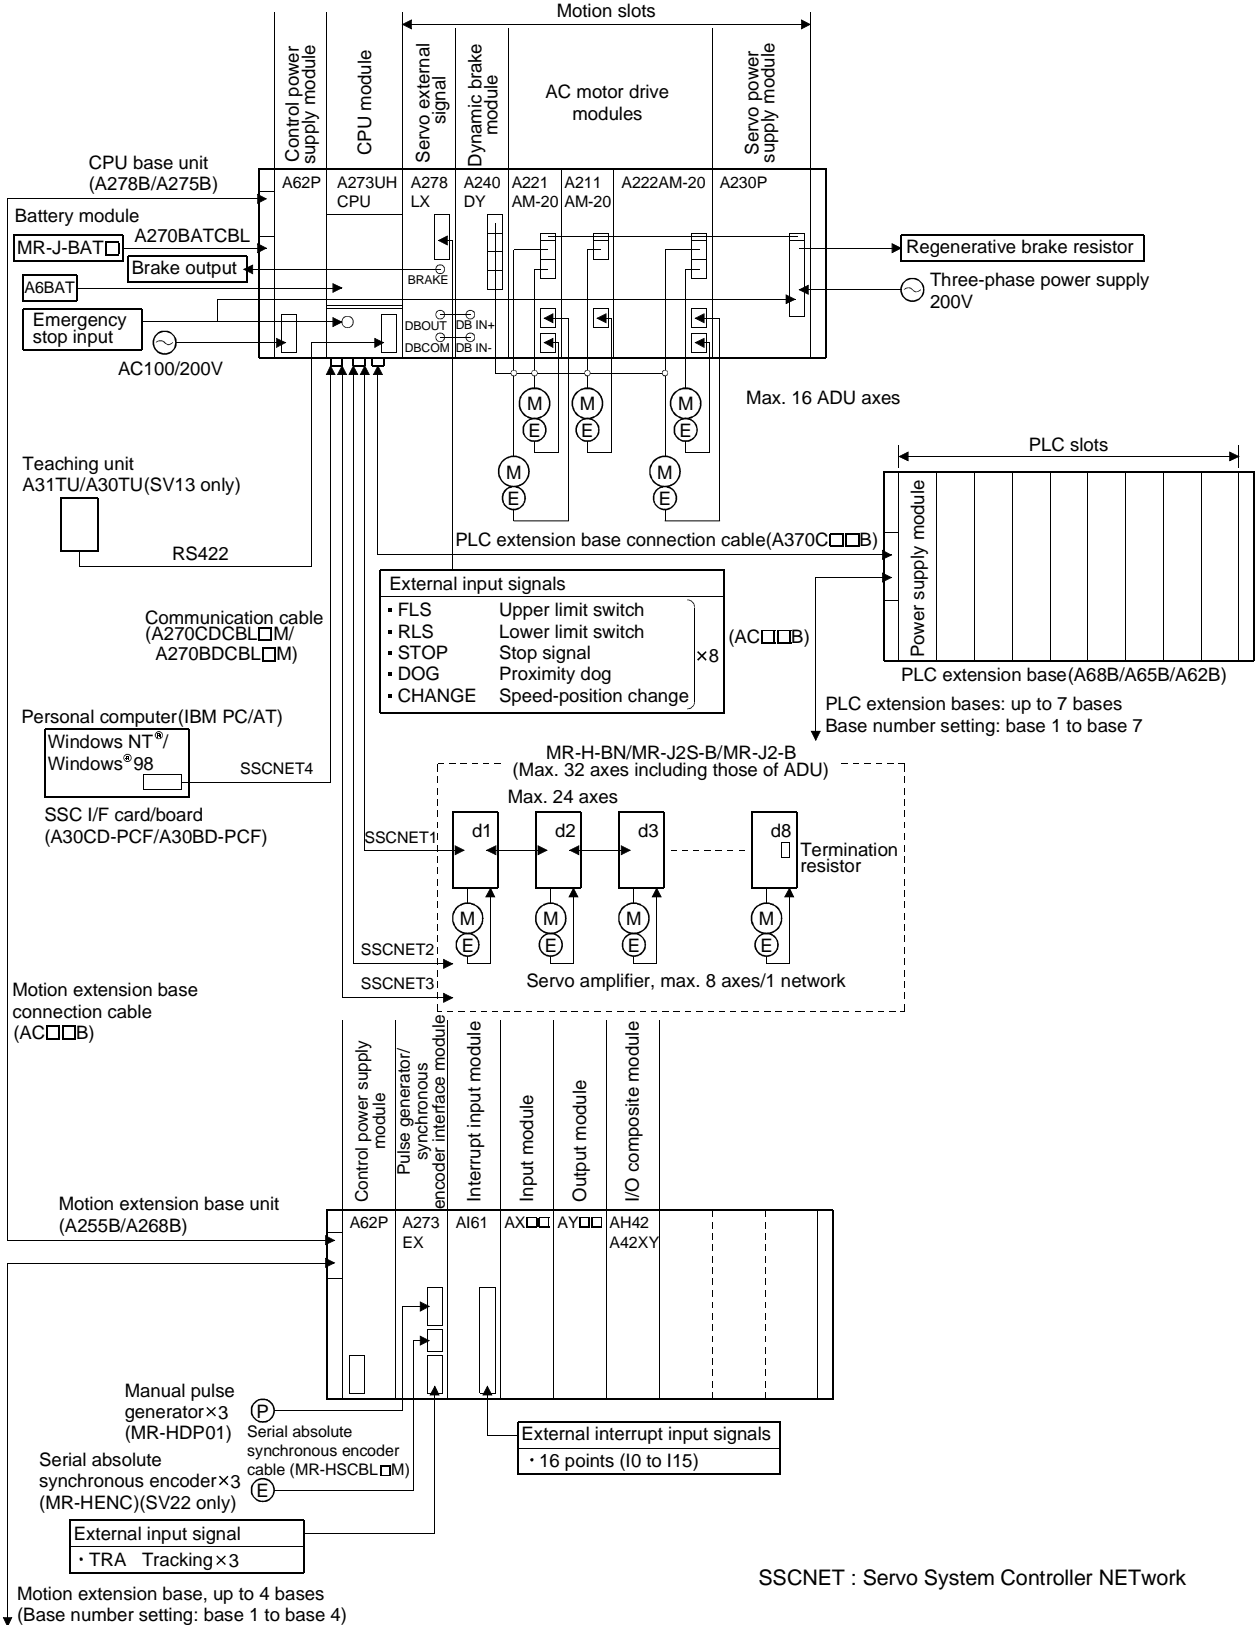 Motion slots
Control power
supply module
CPU module
Servo external
signal
Dynamic brake
module
AC motor drive
modules
Servo power
supply module
CPU base unit
(A278B/A275B)
A62P
A273UH
CPU
A278
LX
A240
DY
A221
AM-20
A211
AM-20
A222AM-20
A230P
Battery module
MR-J-BAT□
A270BATCBL
Brake output
A6BAT
Emergency
stop input
AC100/200V
BRAKE
DBOUT
DB IN+
DBCOM
DB IN-
Regenerative brake resistor
Three-phase power supply
200V
M
E
M
E
M
E
M
E
M
E
Max. 16 ADU axes
Teaching unit
A31TU/A30TU(SV13 only)
RS422
PLC slots
Power supply module
PLC extension base connection cable(A370C□□B)
External input signals
・FLS Upper limit switch
・RLS Lower limit switch
・STOP Stop signal
・DOG Proximity dog
・CHANGE Speed-position change
×8
(AC□□B)
PLC extension base(A68B/A65B/A62B)
PLC extension bases: up to 7 bases
Base number setting: base 1 to base 7
Communication cable
(A270CDCBL□M/
A270BDCBL□M)
Personal computer(IBM PC/AT)
Windows NT®/
Windows®98
SSCNET4
SSC I/F card/board
(A30CD-PCF/A30BD-PCF)
MR-H-BN/MR-J2S-B/MR-J2-B
(Max. 32 axes including those of ADU)
Max. 24 axes
SSCNET1
d1
d2
d3
d8
Termination
resistor
M
E
M
E
M
E
M
E
SSCNET2
SSCNET3
Servo amplifier, max. 8 axes/1 network
Motion extension base
connection cable
(AC□□B)
Control power supply
module
Pulse generator/
synchronous
encoder interface module
Interrupt input module
Input module
Output module
I/O composite module
Motion extension base unit
(A255B/A268B)
A62P
A273
EX
AI61
AX□□
AY□□
AH42
A42XY
Manual pulse
generator×3
(MR-HDP01)
P
Serial absolute
synchronous encoder
cable (MR-HSCBL□M)
Serial absolute
synchronous encoder×3
(MR-HENC)(SV22 only)
E
External interrupt input signals
・16 points (I0 to I15)
External input signal
・TRA Tracking×3
Motion extension base, up to 4 bases
(Base number setting: base 1 to base 4)
SSCNET : Servo System Controller NETwork